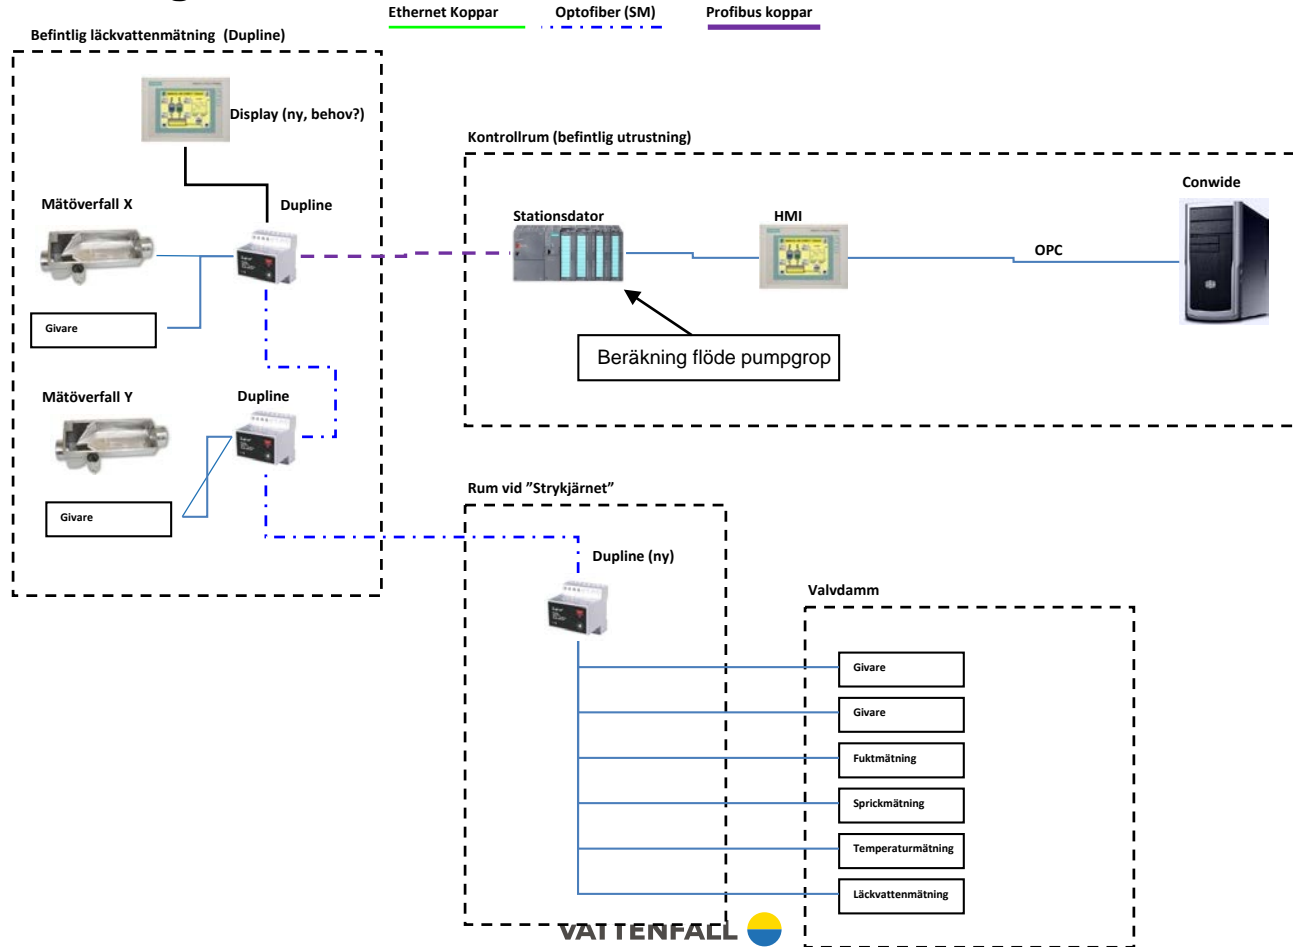 Ethernet Koppar
Optofiber (SM)
Profibus koppar
Befintlig läckvattenmätning (Dupline)
Display (ny, behov?)
Kontrollrum (befintlig utrustning)
Mätöverfall X
Dupline
Stationsdator
HMI
Conwide
OPC
Givare
Beräkning flöde pumpgrop
Mätöverfall Y
Dupline
Givare
Rum vid ”Strykjärnet”
Dupline (ny)
Valvdamm
Givare
Givare
Fuktmätning
Sprickmätning
Temperaturmätning
Läckvattenmätning
VATTENFALL